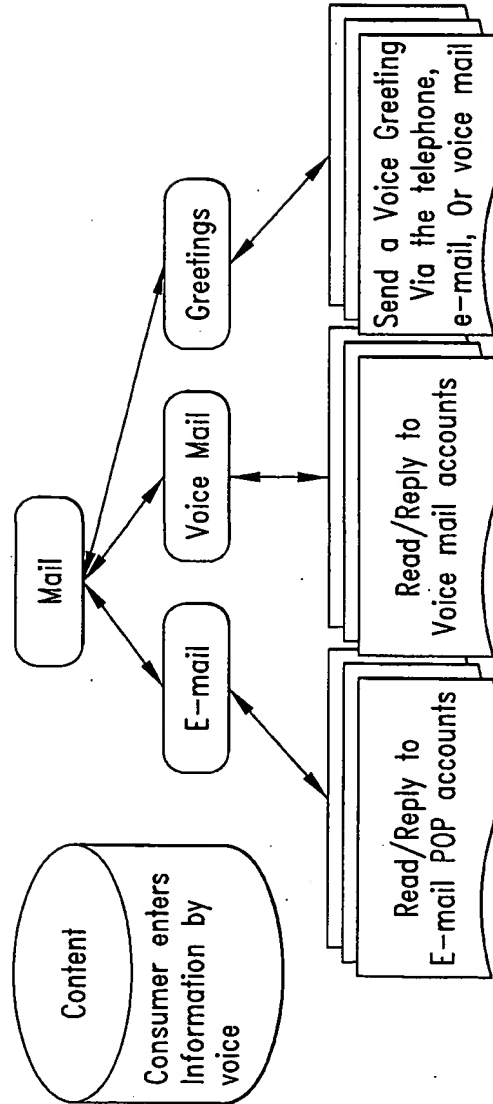 Content
Consumer enters
Information by
voice
Mail
E-mail
Voice Mail
Greetings
Read/Reply to
E-mail POP accounts
Read/Reply to
Voice mail accounts
Send a Voice Greeting
Via the telephone,
e-mail, Or voice mail